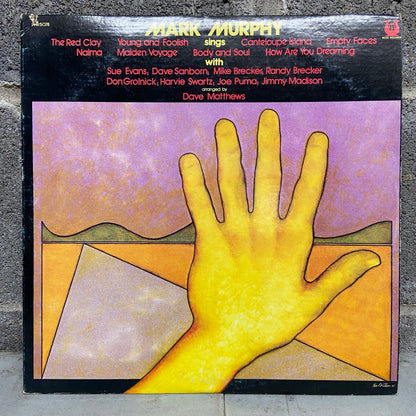 MARK MURPHY
The Red Clay Young and Foolish sings Canteloupe Island Empty Faces
Naima Maiden Voyage Body and Soul How Are You Dreaming
with
Sue Evans, Dave Sanborn, Mike Brecker, Randy Brecker
Don Grolnick, Harvie Swartz, Joe Puma, Jimmy Madison
arranged by
Dave Matthews